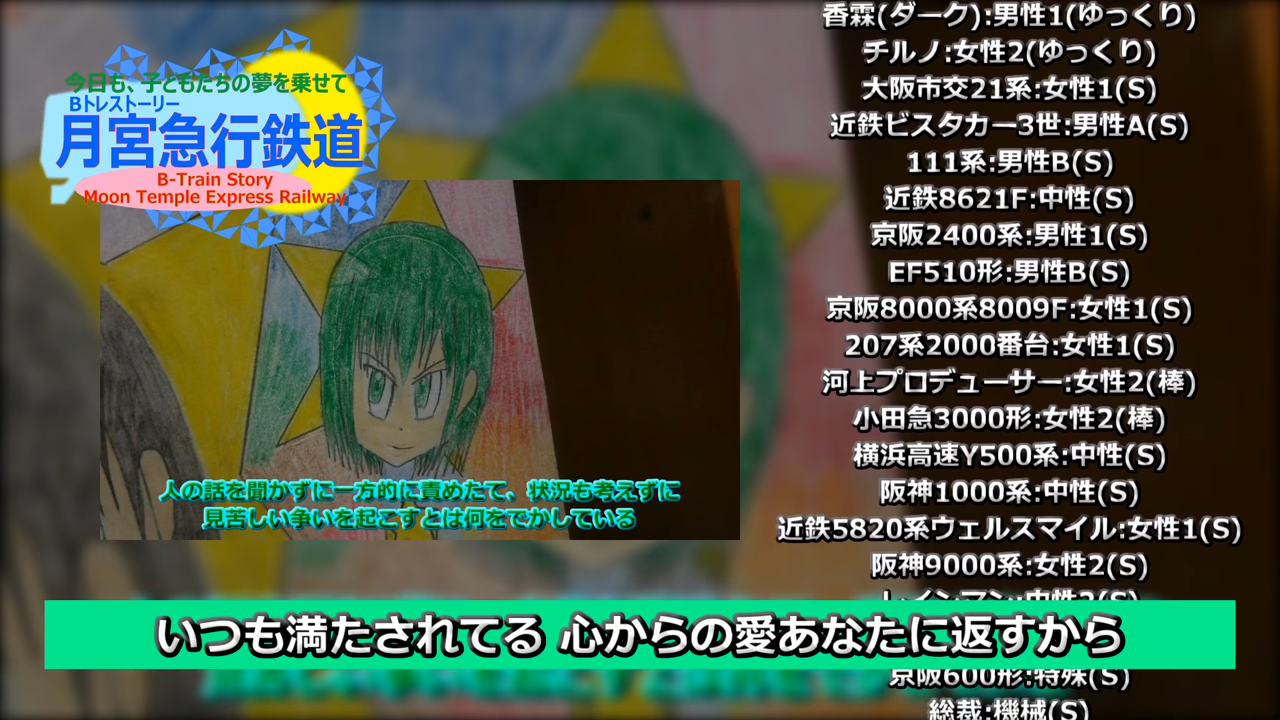 今日も、子どもたちの夢を乗せて
Bトレストーリー
月宮急行鉄道
B-Train Story
Moon Temple Express Railway
人の話を聞かずに一方的に責めたて、状況も考えずに
見苦しい争いを起こすとは何をでかしている
香霖(ダーク):男性1(ゆっくり)
チルノ:女性2(ゆっくり)
大阪市交21系:女性1(S)
近鉄ビスタカー3世:男性A(S)
111系:男性B(S)
近鉄8621F:中性(S)
京阪2400系:男性1(S)
EF510形:男性B(S)
京阪8000系8009F:女性1(S)
207系2000番台:女性1(S)
河上プロデューサー:女性2(棒)
小田急3000形:女性2(棒)
横浜高速Y500系:中性(S)
阪神1000系:中性(S)
近鉄5820系ウェルスマイル:女性1(S)
阪神9000系:女性2(S)
レインマン:中性2(S)
いつも満たされてる 心からの愛あなたに返すから
京阪600形:特殊(S)
総裁:機械(S)